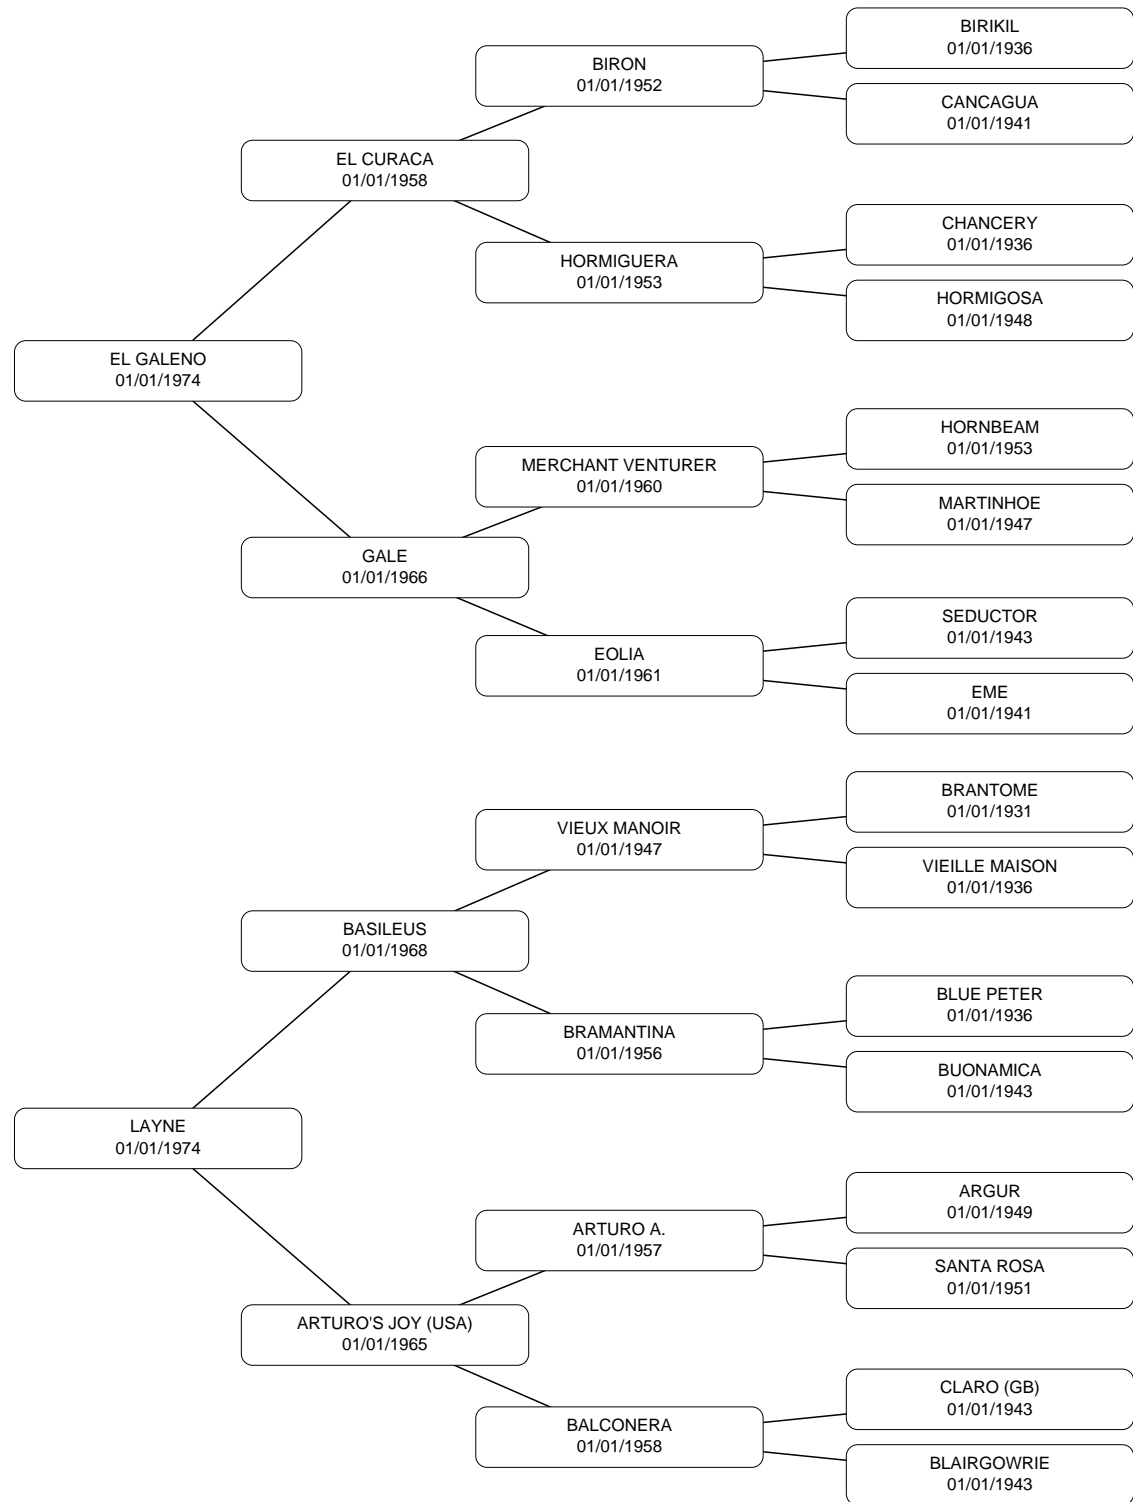 BIRIKIL
01/01/1936
BIRON
01/01/1952
CANCAGUA
01/01/1941
EL CURACA
01/01/1958
CHANCERY
01/01/1936
HORMIGUERA
01/01/1953
HORMIGOSA
01/01/1948
EL GALENO
01/01/1974
HORNBEAM
01/01/1953
MERCHANT VENTURER
01/01/1960
MARTINHOE
01/01/1947
GALE
01/01/1966
SEDUCTOR
01/01/1943
EOLIA
01/01/1961
EME
01/01/1941
BRANTOME
01/01/1931
VIEUX MANOIR
01/01/1947
VIEILLE MAISON
01/01/1936
BASILEUS
01/01/1968
BLUE PETER
01/01/1936
BRAMANTINA
01/01/1956
BUONAMICA
01/01/1943
LAYNE
01/01/1974
ARGUR
01/01/1949
ARTURO A.
01/01/1957
SANTA ROSA
01/01/1951
ARTURO'S JOY (USA)
01/01/1965
CLARO (GB)
01/01/1943
BALCONERA
01/01/1958
BLAIRGOWRIE
01/01/1943